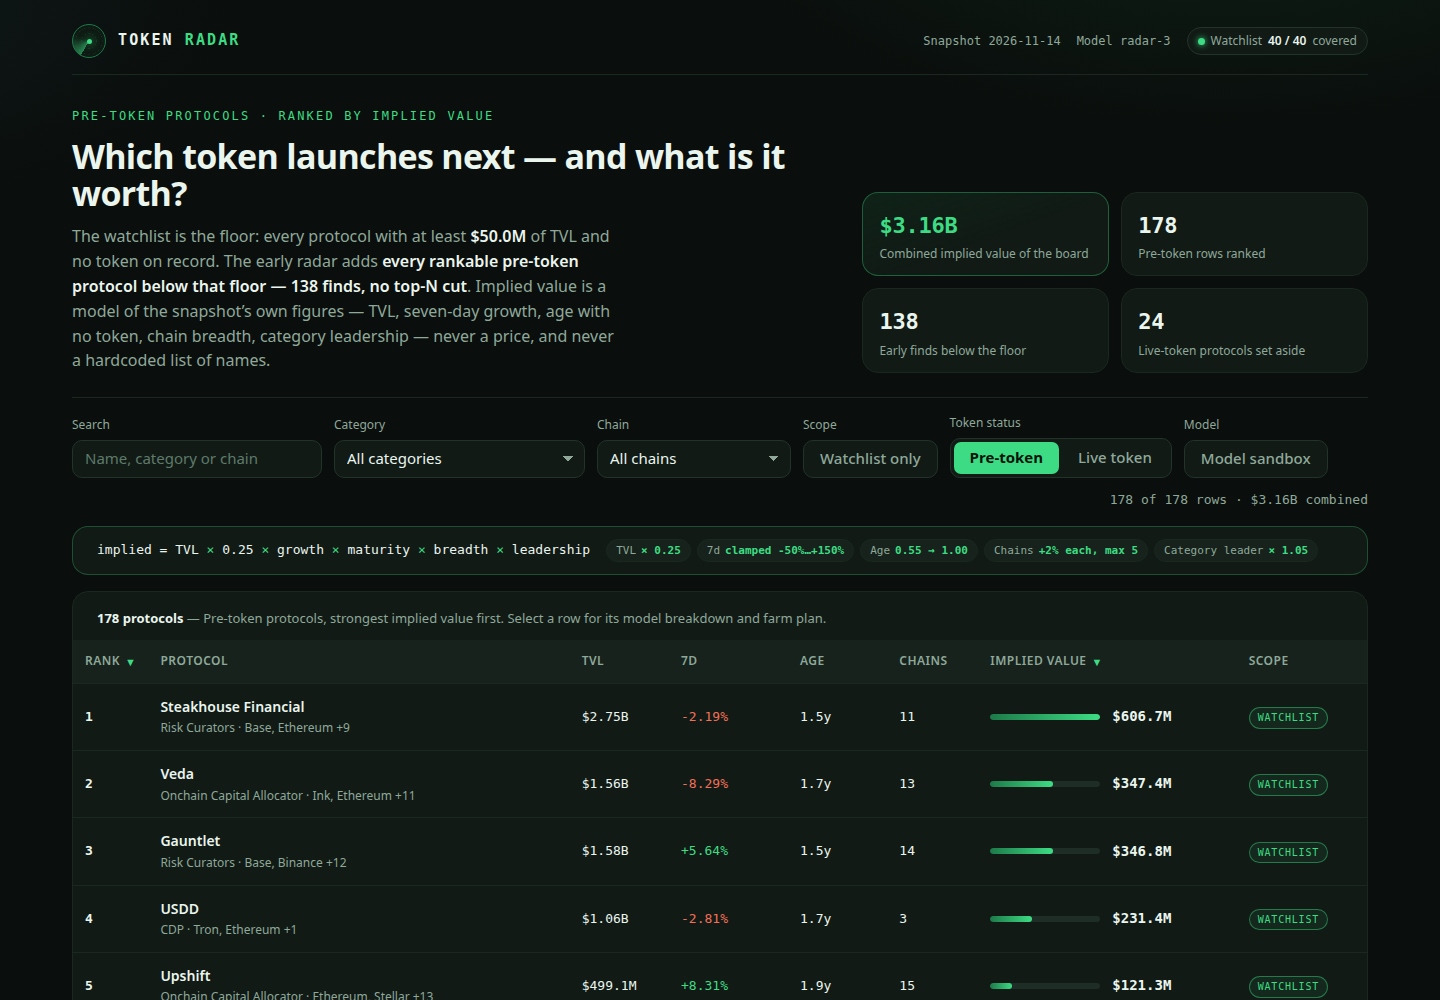 TOKEN RADAR
Snapshot 2026-11-14 Model radar-3 Watchlist 40 / 40 covered
PRE-TOKEN PROTOCOLS · RANKED BY IMPLIED VALUE
Which token launches next — and what is it
worth?
The watchlist is the floor: every protocol with at least $50.0M of TVL and
no token on record. The early radar adds every rankable pre-token
protocol below that floor — 138 finds, no top-N cut. Implied value is a
model of the snapshot’s own figures — TVL, seven-day growth, age with
no token, chain breadth, category leadership — never a price, and never
a hardcoded list of names.
$3.16B
Combined implied value of the board
178
Pre-token rows ranked
138
Early finds below the floor
24
Live-token protocols set aside
Search Category Chain Scope Token status Model
Name, category or chain All categories All chains Watchlist only Pre-token Live token Model sandbox
178 of 178 rows · $3.16B combined
implied = TVL × 0.25 × growth × maturity × breadth × leadership TVL × 0.25 7d clamped -50%…+150% Age 0.55 → 1.00 Chains +2% each, max 5 Category leader × 1.05
178 protocols — Pre-token protocols, strongest implied value first. Select a row for its model breakdown and farm plan.
RANK ▼ PROTOCOL TVL 7D AGE CHAINS IMPLIED VALUE ▼ SCOPE
1 Steakhouse Financial $2.75B -2.19% 1.5y 11 $606.7M WATCHLIST
Risk Curators · Base, Ethereum +9
2 Veda $1.56B -8.29% 1.7y 13 $347.4M WATCHLIST
Onchain Capital Allocator · Ink, Ethereum +11
3 Gauntlet $1.58B +5.64% 1.5y 14 $346.8M WATCHLIST
Risk Curators · Base, Binance +12
4 USDD $1.06B -2.81% 1.7y 3 $231.4M WATCHLIST
CDP · Tron, Ethereum +1
5 Upshift $499.1M +8.31% 1.9y 15 $121.3M WATCHLIST
Onchain Capital Allocator · Ethereum, Stellar +13